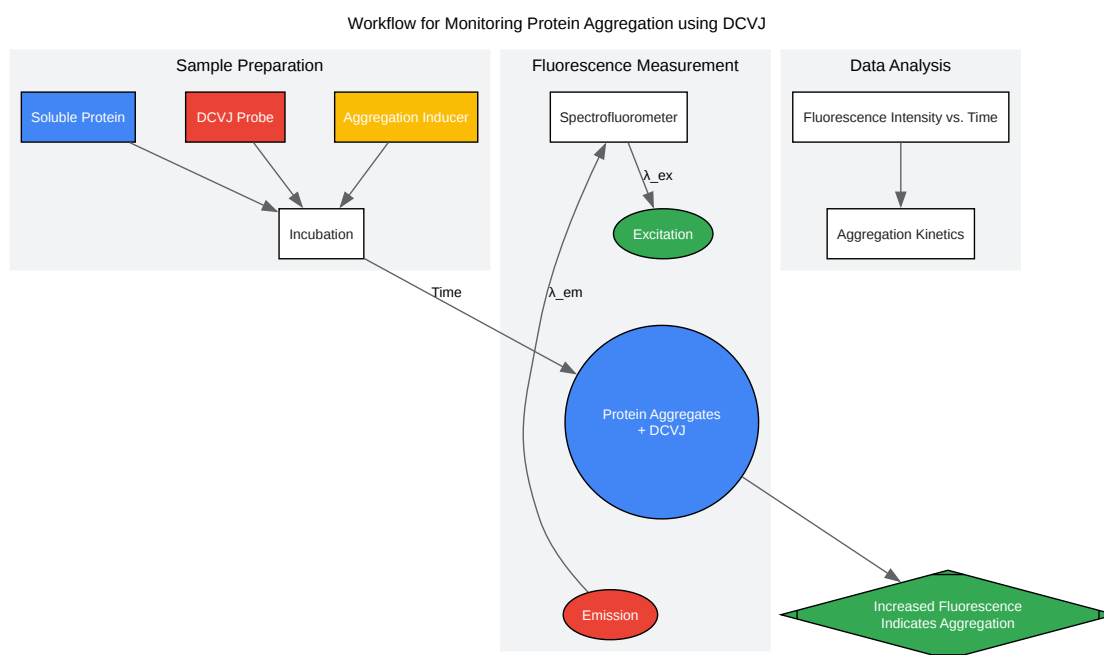 Workflow for Monitoring Protein Aggregation using DCVJ
Sample Preparation
Soluble Protein
DCVJ Probe
Aggregation Inducer
Incubation
Time
Fluorescence Measurement
Spectrofluorometer
λ_ex
Excitation
λ_em
Protein Aggregates
+ DCVJ
Emission
Data Analysis
Fluorescence Intensity vs. Time
Aggregation Kinetics
Increased Fluorescence
Indicates Aggregation